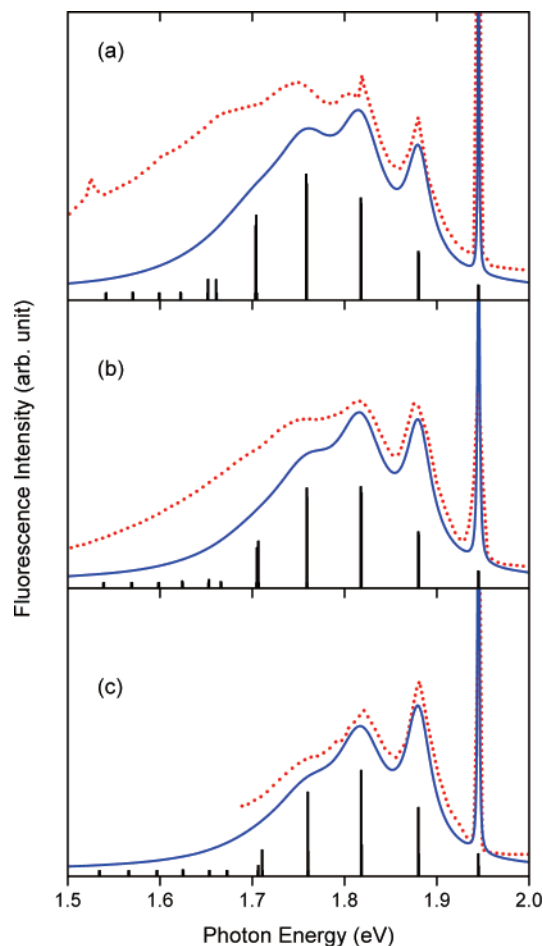 (a)
(b)
(c)
Fluorescence Intensity (arb. unit)
1.5 1.6 1.7 1.8 1.9 2.0
Photon Energy (eV)